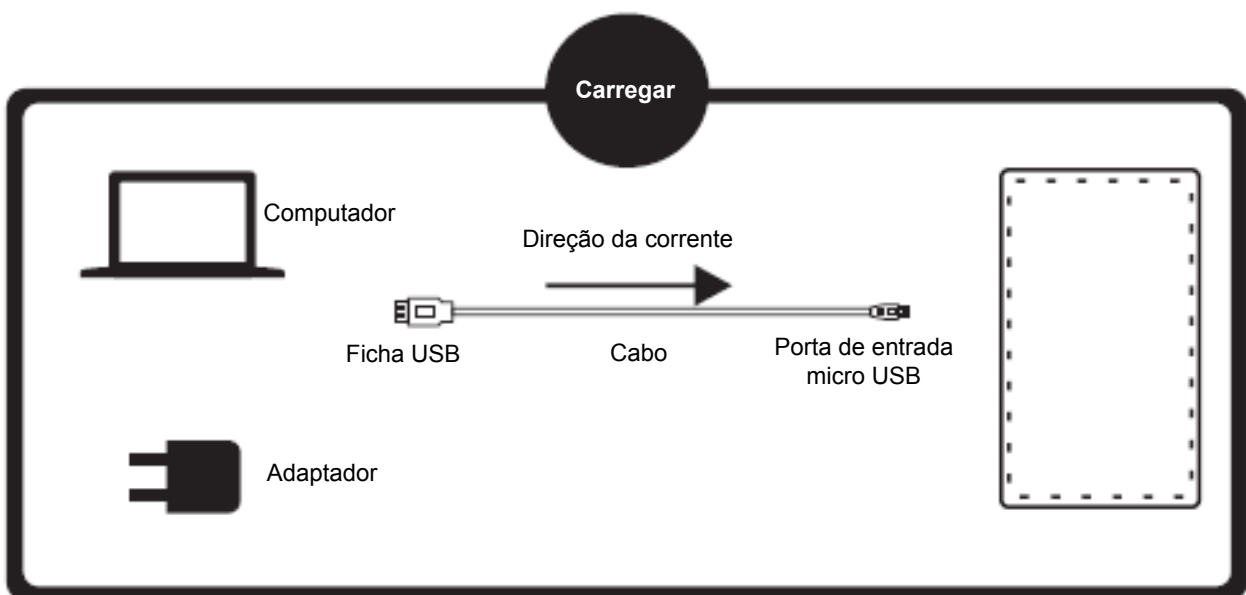 Carregar
Computador
Direção da corrente
Ficha USB
Cabo
Porta de entrada
micro USB
Adaptador